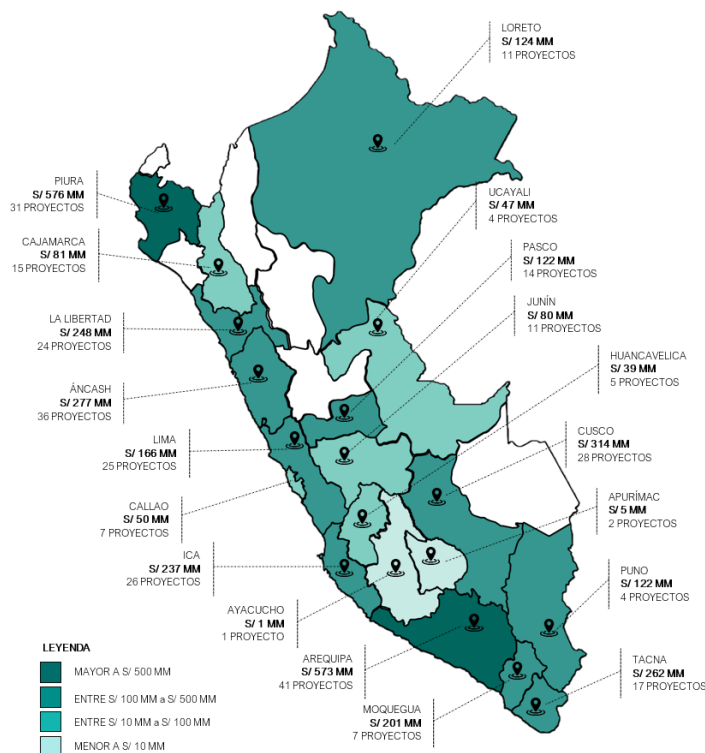 LORETO
S/ 124 MM
11 PROYECTOS
PIURA
S/ 576 MM
31 PROYECTOS
UCAYALI
S/ 47 MM
4 PROYECTOS
CAJAMARCA
S/ 81 MM
15 PROYECTOS
PASCO
S/ 122 MM
14 PROYECTOS
JUNÍN
S/ 80 MM
11 PROYECTOS
LA LIBERTAD
S/ 248 MM
24 PROYECTOS
HUANCAVELICA
S/ 39 MM
5 PROYECTOS
ÁNCASH
S/ 277 MM
36 PROYECTOS
CUSCO
S/ 314 MM
28 PROYECTOS
LIMA
S/ 166 MM
25 PROYECTOS
APURÍMAC
S/ 5 MM
2 PROYECTOS
CALLAO
S/ 50 MM
7 PROYECTOS
ICA
S/ 237 MM
26 PROYECTOS
PUNO
S/ 122 MM
4 PROYECTOS
AYACUCHO
S/ 1 MM
1 PROYECTO
AREQUIPA
S/ 573 MM
41 PROYECTOS
TACNA
S/ 262 MM
17 PROYECTOS
MOQUEGUA
S/ 201 MM
7 PROYECTOS
LEYENDA
MAYOR A S/ 500 MM
ENTRE S/ 100 MM a S/ 500 MM
ENTRE S/ 10 MM a S/ 100 MM
MENOR A S/ 10 MM